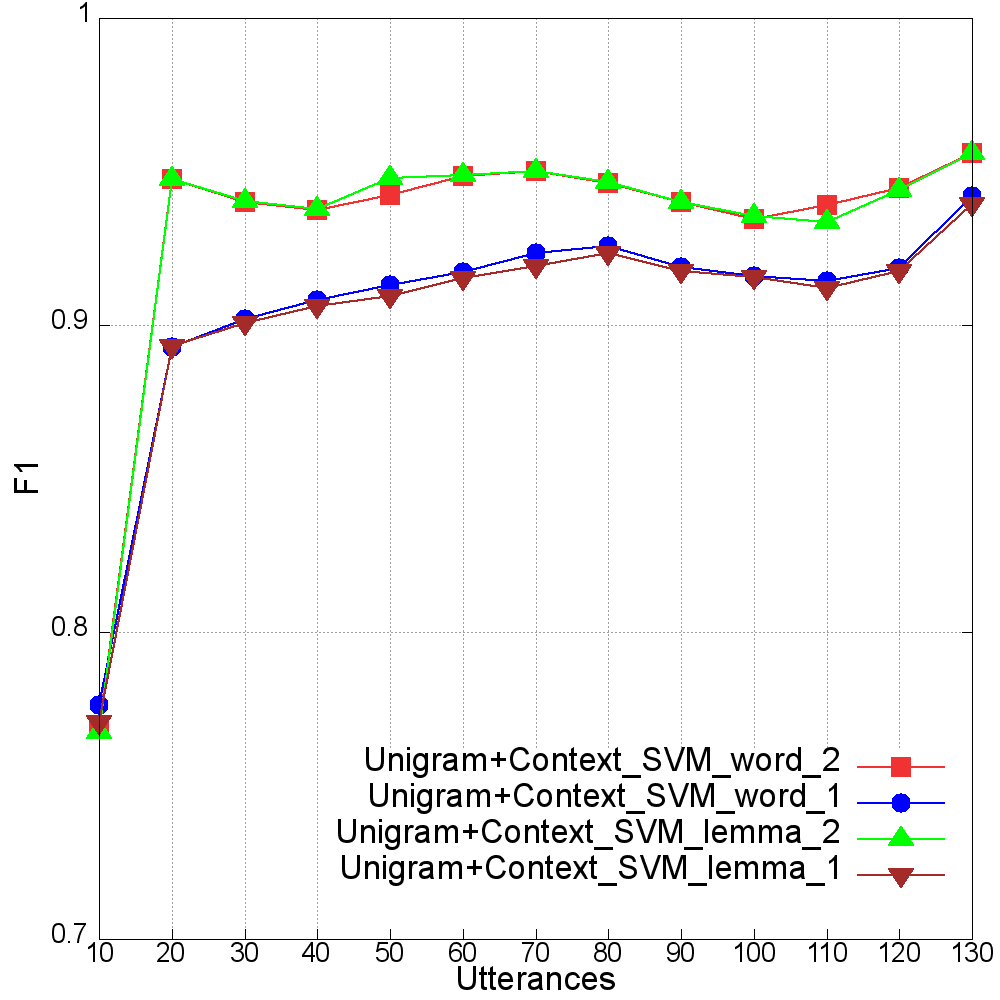 1
0.9
0.8
0.7
F1
Unigram+Context_SVM_word_2
Unigram+Context_SVM_word_1
Unigram+Context_SVM_lemma_2
Unigram+Context_SVM_lemma_1
10 20 30 40 50 60 70 80 90 100 110 120 130
Utterances